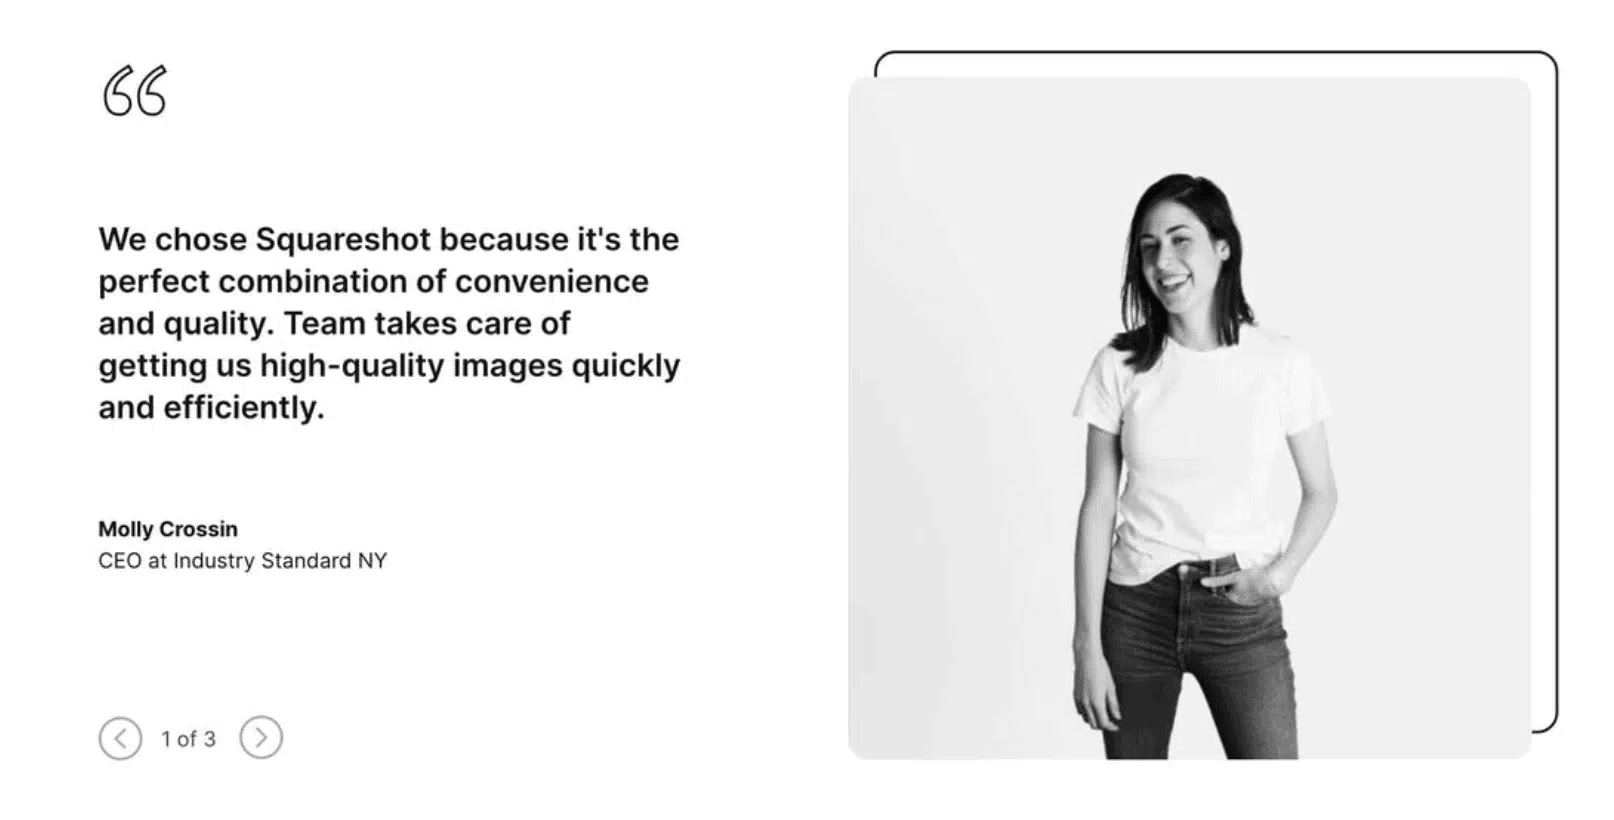 “
We chose Squareshot because it's the
perfect combination of convenience
and quality. Team takes care of
getting us high-quality images quickly
and efficiently.
Molly Crossin
CEO at Industry Standard NY
1 of 3